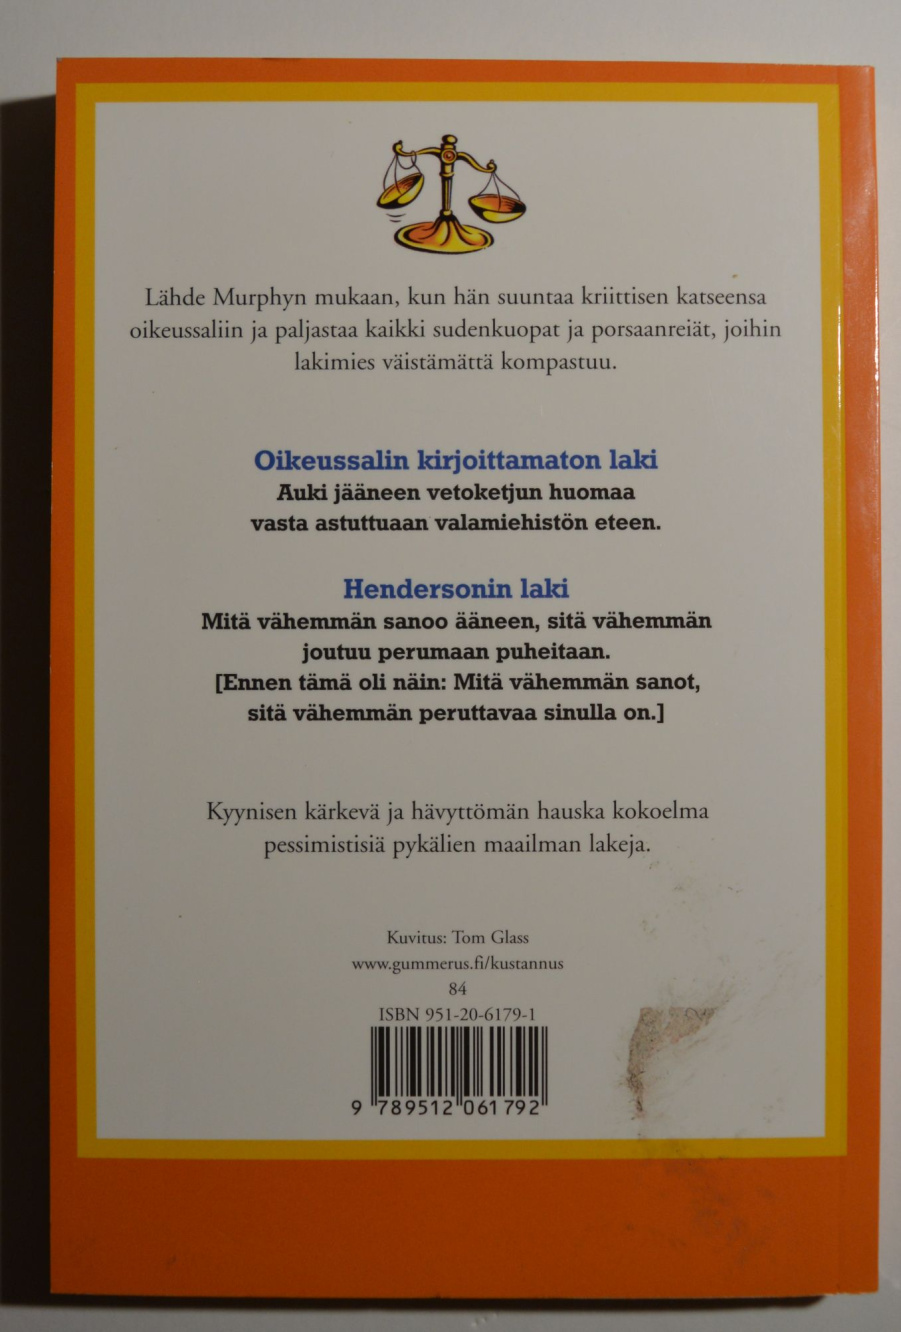 Lähde Murphyn mukaan, kun hän suuntaa kriittisen katseensa
oikeussaliin ja paljastaa kaikki sudenkuopat ja porsaanreiät, joihin
lakimies väistämättä kompastuu.
Oikeussalin kirjoittamaton laki
Auki jääneen vetoketjun huomaa
vasta astuttuaan valamiehistön eteen.
Hendersonin laki
Mitä vähemmän sanoo ääneen, sitä vähemmän
joutuu perumaan puheitaan.
[Ennen tämä oli näin: Mitä vähemmän sanot,
sitä vähemmän peruttavaa sinulla on.]
Kyynisen kärkevä ja hävyttömän hauska kokoelma
pessimistisiä pykälien maailman lakeja.
Kuvitus: Tom Glass
www.gummerus.fi/kustannus
84
ISBN 951-20-6179-1
9 789512 061792